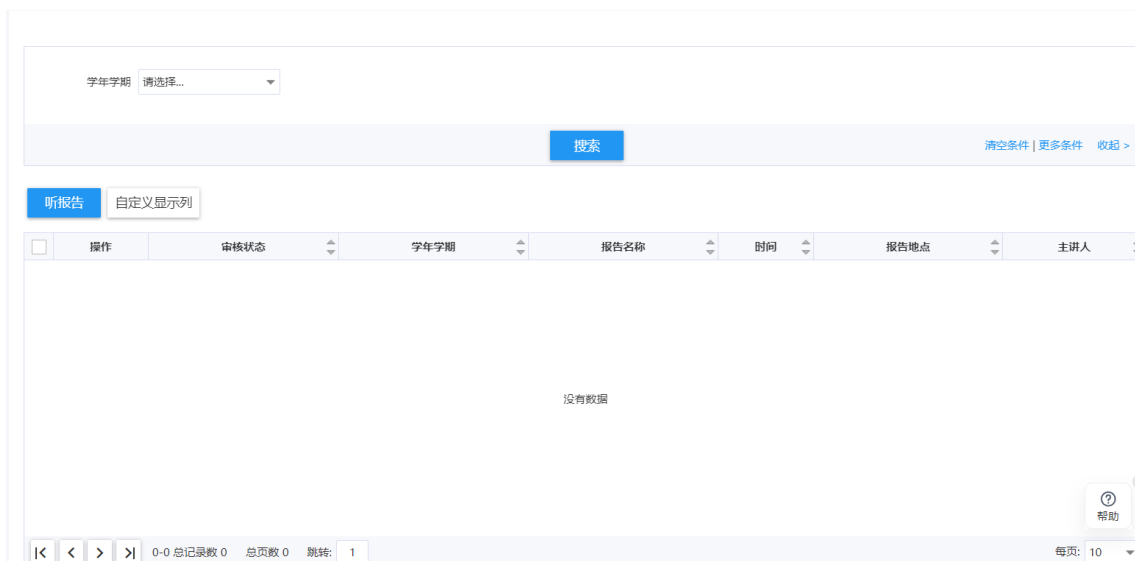 学年学期 请选择...
搜索 清空条件 | 更多条件 收起 >
听报告 自定义显示列
操作 审核状态 学年学期 报告名称 时间 报告地点 主讲人
没有数据
帮助
0-0 总记录数 0 总页数 0 跳转: 1 每页: 10